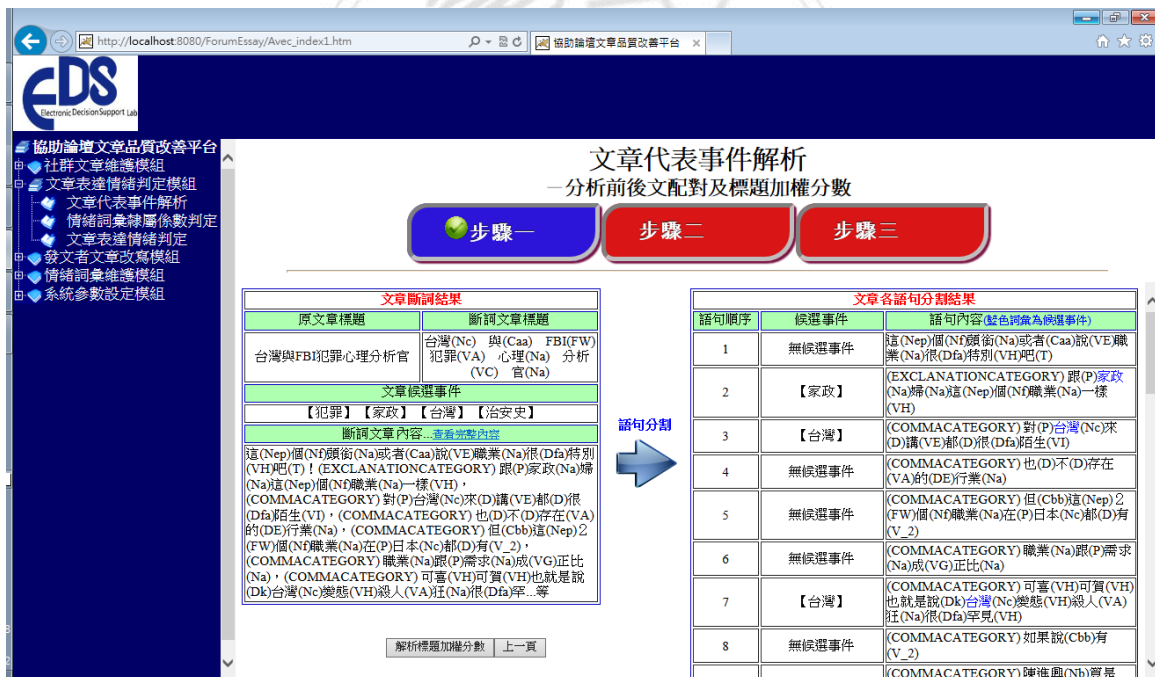 http://localhost:8080/ForumEssay/Avec_index1.htm
協助論壇文章品質改善平台
EDS
Electronic Decision Support Lab
協助論壇文章品質改善平台
社群文章維護模組
文章表達情緒判定模組
文章代表事件解析
情緒詞彙隸屬係數判定
文章表達情緒判定
發文者文章改寫模組
情緒詞彙維護模組
系統參數設定模組
文章代表事件解析
－分析前後文配對及標題加權分數
步驟一
步驟二
步驟三
文章斷詞結果
原文章標題 斷詞文章標題
台灣與FBI犯罪心理分析官
台灣(Nc) 與(Caa) FBI(FW)
犯罪(VA) 心理(Na) 分析
(VC) 官(Na)
文章候選事件
【犯罪】【家政】【台灣】【治安史】
斷詞文章內容...查看完整內容
這(Nep)個(Nf)頭銜(Na)或者(Caa)說(VE)職業(Na)很(Dfa)特別
(VH)吧(T)！(EXCLANATIONCATEGORY) 跟(P)家政(Na)婦
(Na)這(Nep)個(Nf)職業(Na)一樣(VH)，
(COMMACATEGORY) 對(P)台灣(Nc)來(D)講(VE)都(D)很
(Dfa)陌生(VI)，(COMMACATEGORY) 也(D)不(D)存在(VA)
的(DE)行業(Na)，(COMMACATEGORY) 但(Cbb)這(Nep)２
(FW)個(Nf)職業(Na)在(P)日本(Nc)都(D)有(V_2)，
(COMMACATEGORY) 職業(Na)跟(P)需求(Na)成(VG)正比
(Na)，(COMMACATEGORY) 可喜(VH)可賀(VH)也就是說
(Dk)台灣(Nc)變態(VH)殺人(VA)狂(Na)很(Dfa)罕...等
解析標題加權分數 上一頁
語句分割
文章各語句分割結果
語句順序 候選事件 語句內容(藍色詞彙為候選事件)
1 無候選事件 這(Nep)個(Nf)頭銜(Na)或者(Caa)說(VE)職
業(Na)很(Dfa)特別(VH)吧(T)
2 【家政】 (EXCLANATIONCATEGORY) 跟(P)家政
(Na)婦(Na)這(Nep)個(Nf)職業(Na)一樣
(VH)
3 【台灣】 (COMMACATEGORY) 對(P)台灣(Nc)來
(D)講(VE)都(D)很(Dfa)陌生(VI)
4 無候選事件 (COMMACATEGORY) 也(D)不(D)存在
(VA)的(DE)行業(Na)
5 無候選事件 (COMMACATEGORY) 但(Cbb)這(Nep)２
(FW)個(Nf)職業(Na)在(P)日本(Nc)都(D)有
(V_2)
6 無候選事件 (COMMACATEGORY) 職業(Na)跟(P)需求
(Na)成(VG)正比(Na)
7 【台灣】 (COMMACATEGORY) 可喜(VH)可賀(VH)
也就是說(Dk)台灣(Nc)變態(VH)殺人(VA)
狂(Na)很(Dfa)罕見(VH)
8 無候選事件 (COMMACATEGORY) 如果說(Cbb)有
(V_2)
(COMMACATEGORY) 陳進興(Nb)算是